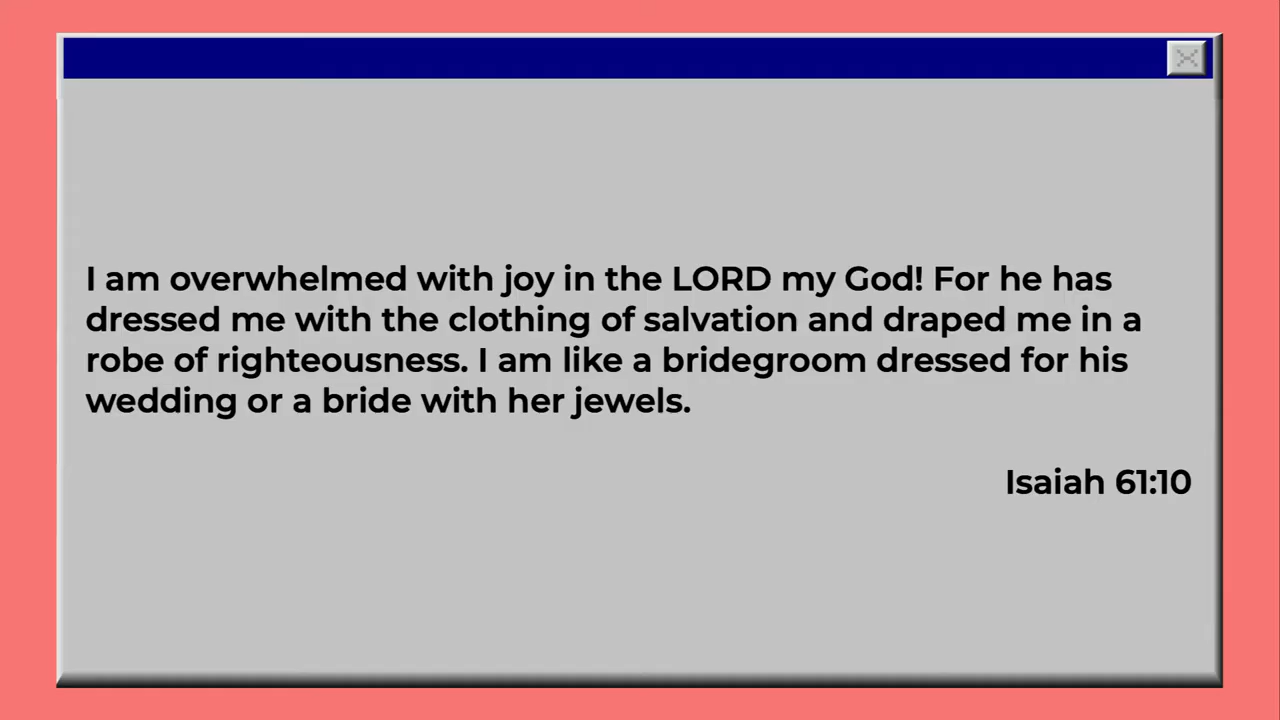 I am overwhelmed with joy in the LORD my God! For he has
dressed me with the clothing of salvation and draped me in a
robe of righteousness. I am like a bridegroom dressed for his
wedding or a bride with her jewels.
Isaiah 61:10